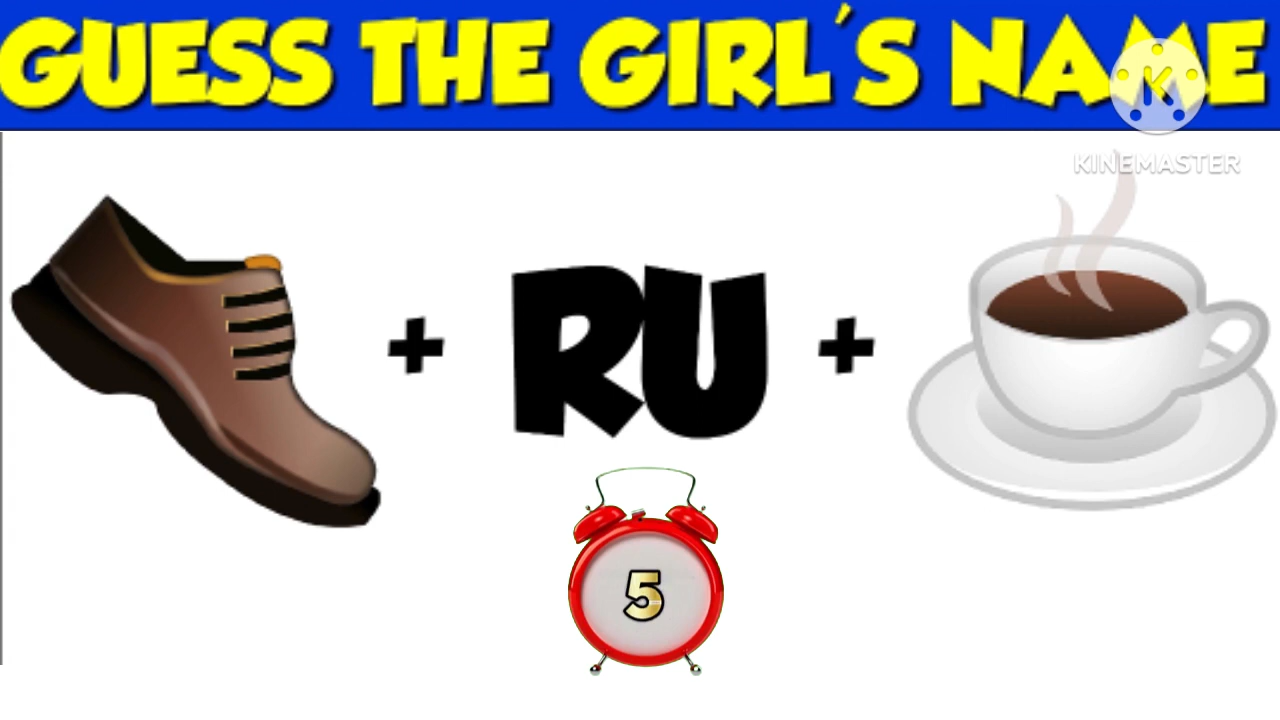 GUESS THE GIRL'S NAME
KINEMASTER
+ RU +
5